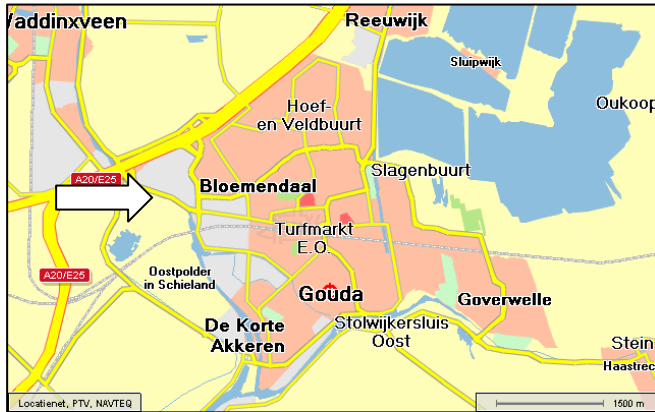 Waddinxveen
Reeuwijk
Sluipwijk
Hoef-
en Veldbuurt
Oukoop
A20/E25
Bloemendaal
Slagenbuurt
Turfmarkt
E.O.
A20/E25
Oostpolder
in Schieland
Gouda
Goverwelle
De Korte
Akkeren
Stolwijkersluis
Oost
Stein
Haastrec
Locatienet, PTV, NAVTEQ
1500 m